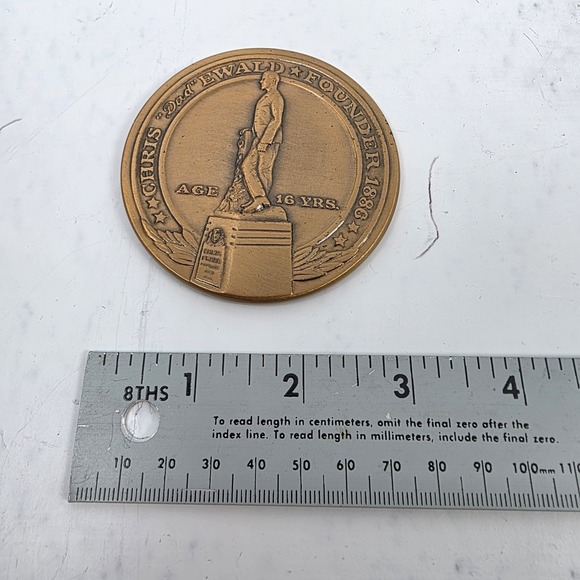 ★★★ CHRIS "Dad" EWALD ★ FOUNDER 1886 ★★★
AGE 16 YRS.
8THS 1 2 3 4
To read length in centimeters, omit the final zero after the
index line. To read length in millimeters, include the final zero.
10 20 30 40 50 60 70 80 90 100mm 110